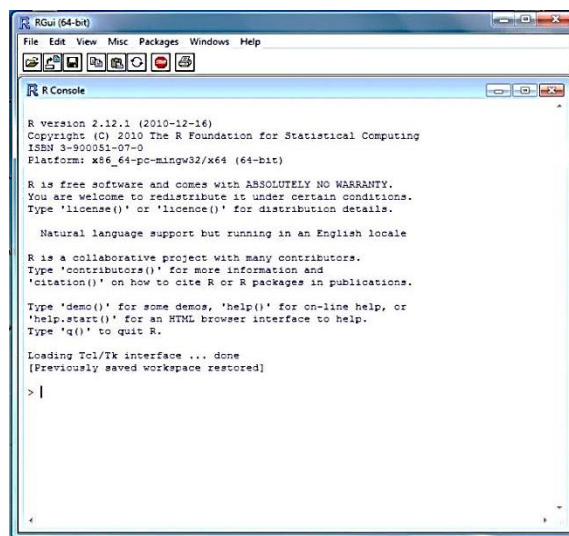 RGui (64-bit)
File Edit View Misc Packages Windows Help
R Console
R version 2.12.1 (2010-12-16)
Copyright (C) 2010 The R Foundation for Statistical Computing
ISBN 3-900051-07-0
Platform: x86_64-pc-mingw32/x64 (64-bit)
R is free software and comes with ABSOLUTELY NO WARRANTY.
You are welcome to redistribute it under certain conditions.
Type 'license()' or 'licence()' for distribution details.
Natural language support but running in an English locale
R is a collaborative project with many contributors.
Type 'contributors()' for more information and
'citation()' on how to cite R or R packages in publications.
Type 'demo()' for some demos, 'help()' for on-line help, or
'help.start()' for an HTML browser interface to help.
Type 'q()' to quit R.
Loading Tcl/Tk interface ... done
[Previously saved workspace restored]
>